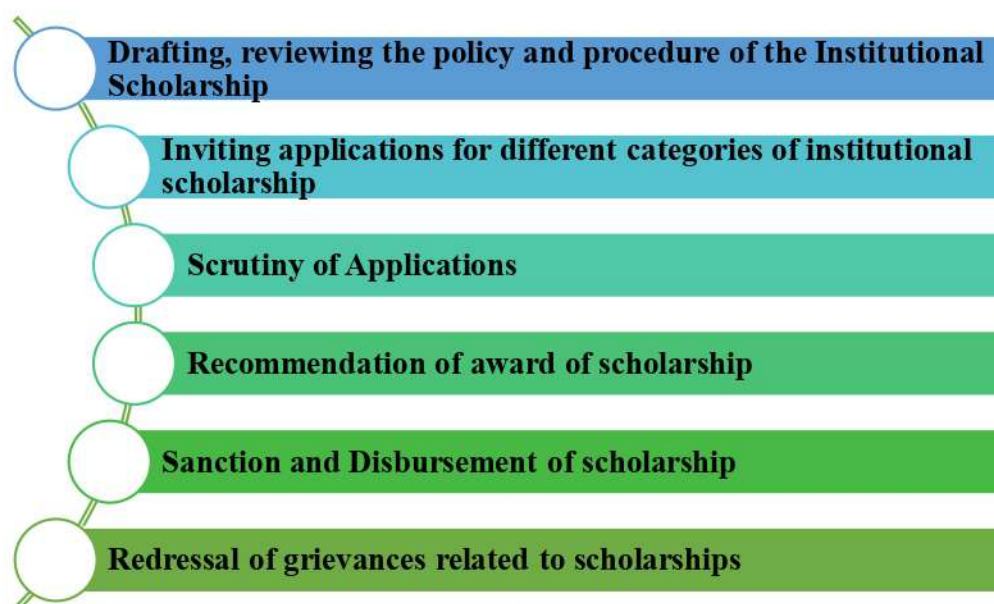 Drafting, reviewing the policy and procedure of the Institutional
Scholarship
Inviting applications for different categories of institutional
scholarship
Scrutiny of Applications
Recommendation of award of scholarship
Sanction and Disbursement of scholarship
Redressal of grievances related to scholarships